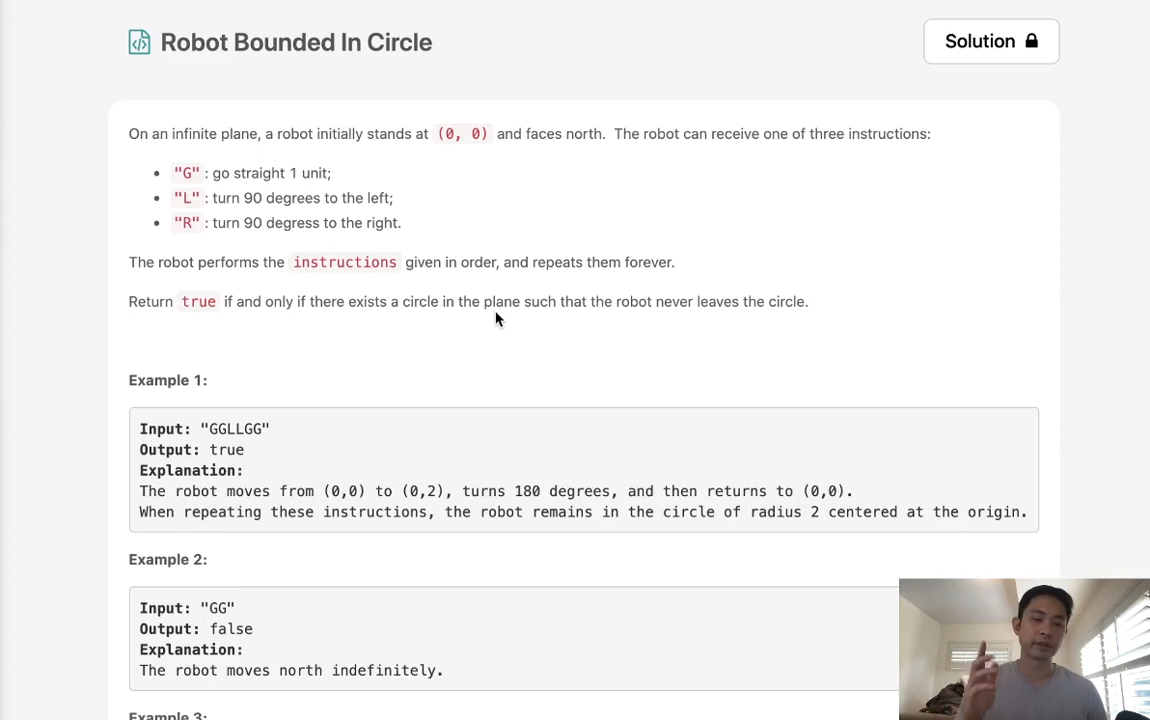 Robot Bounded In Circle
Solution
On an infinite plane, a robot initially stands at (0, 0) and faces north. The robot can receive one of three instructions:
• "G": go straight 1 unit;
• "L": turn 90 degrees to the left;
• "R": turn 90 degress to the right.
The robot performs the instructions given in order, and repeats them forever.
Return true if and only if there exists a circle in the plane such that the robot never leaves the circle.
Example 1:
Input: "GGLLGG"
Output: true
Explanation:
The robot moves from (0,0) to (0,2), turns 180 degrees, and then returns to (0,0).
When repeating these instructions, the robot remains in the circle of radius 2 centered at the origin.
Example 2:
Input: "GG"
Output: false
Explanation:
The robot moves north indefinitely.
Example 3: